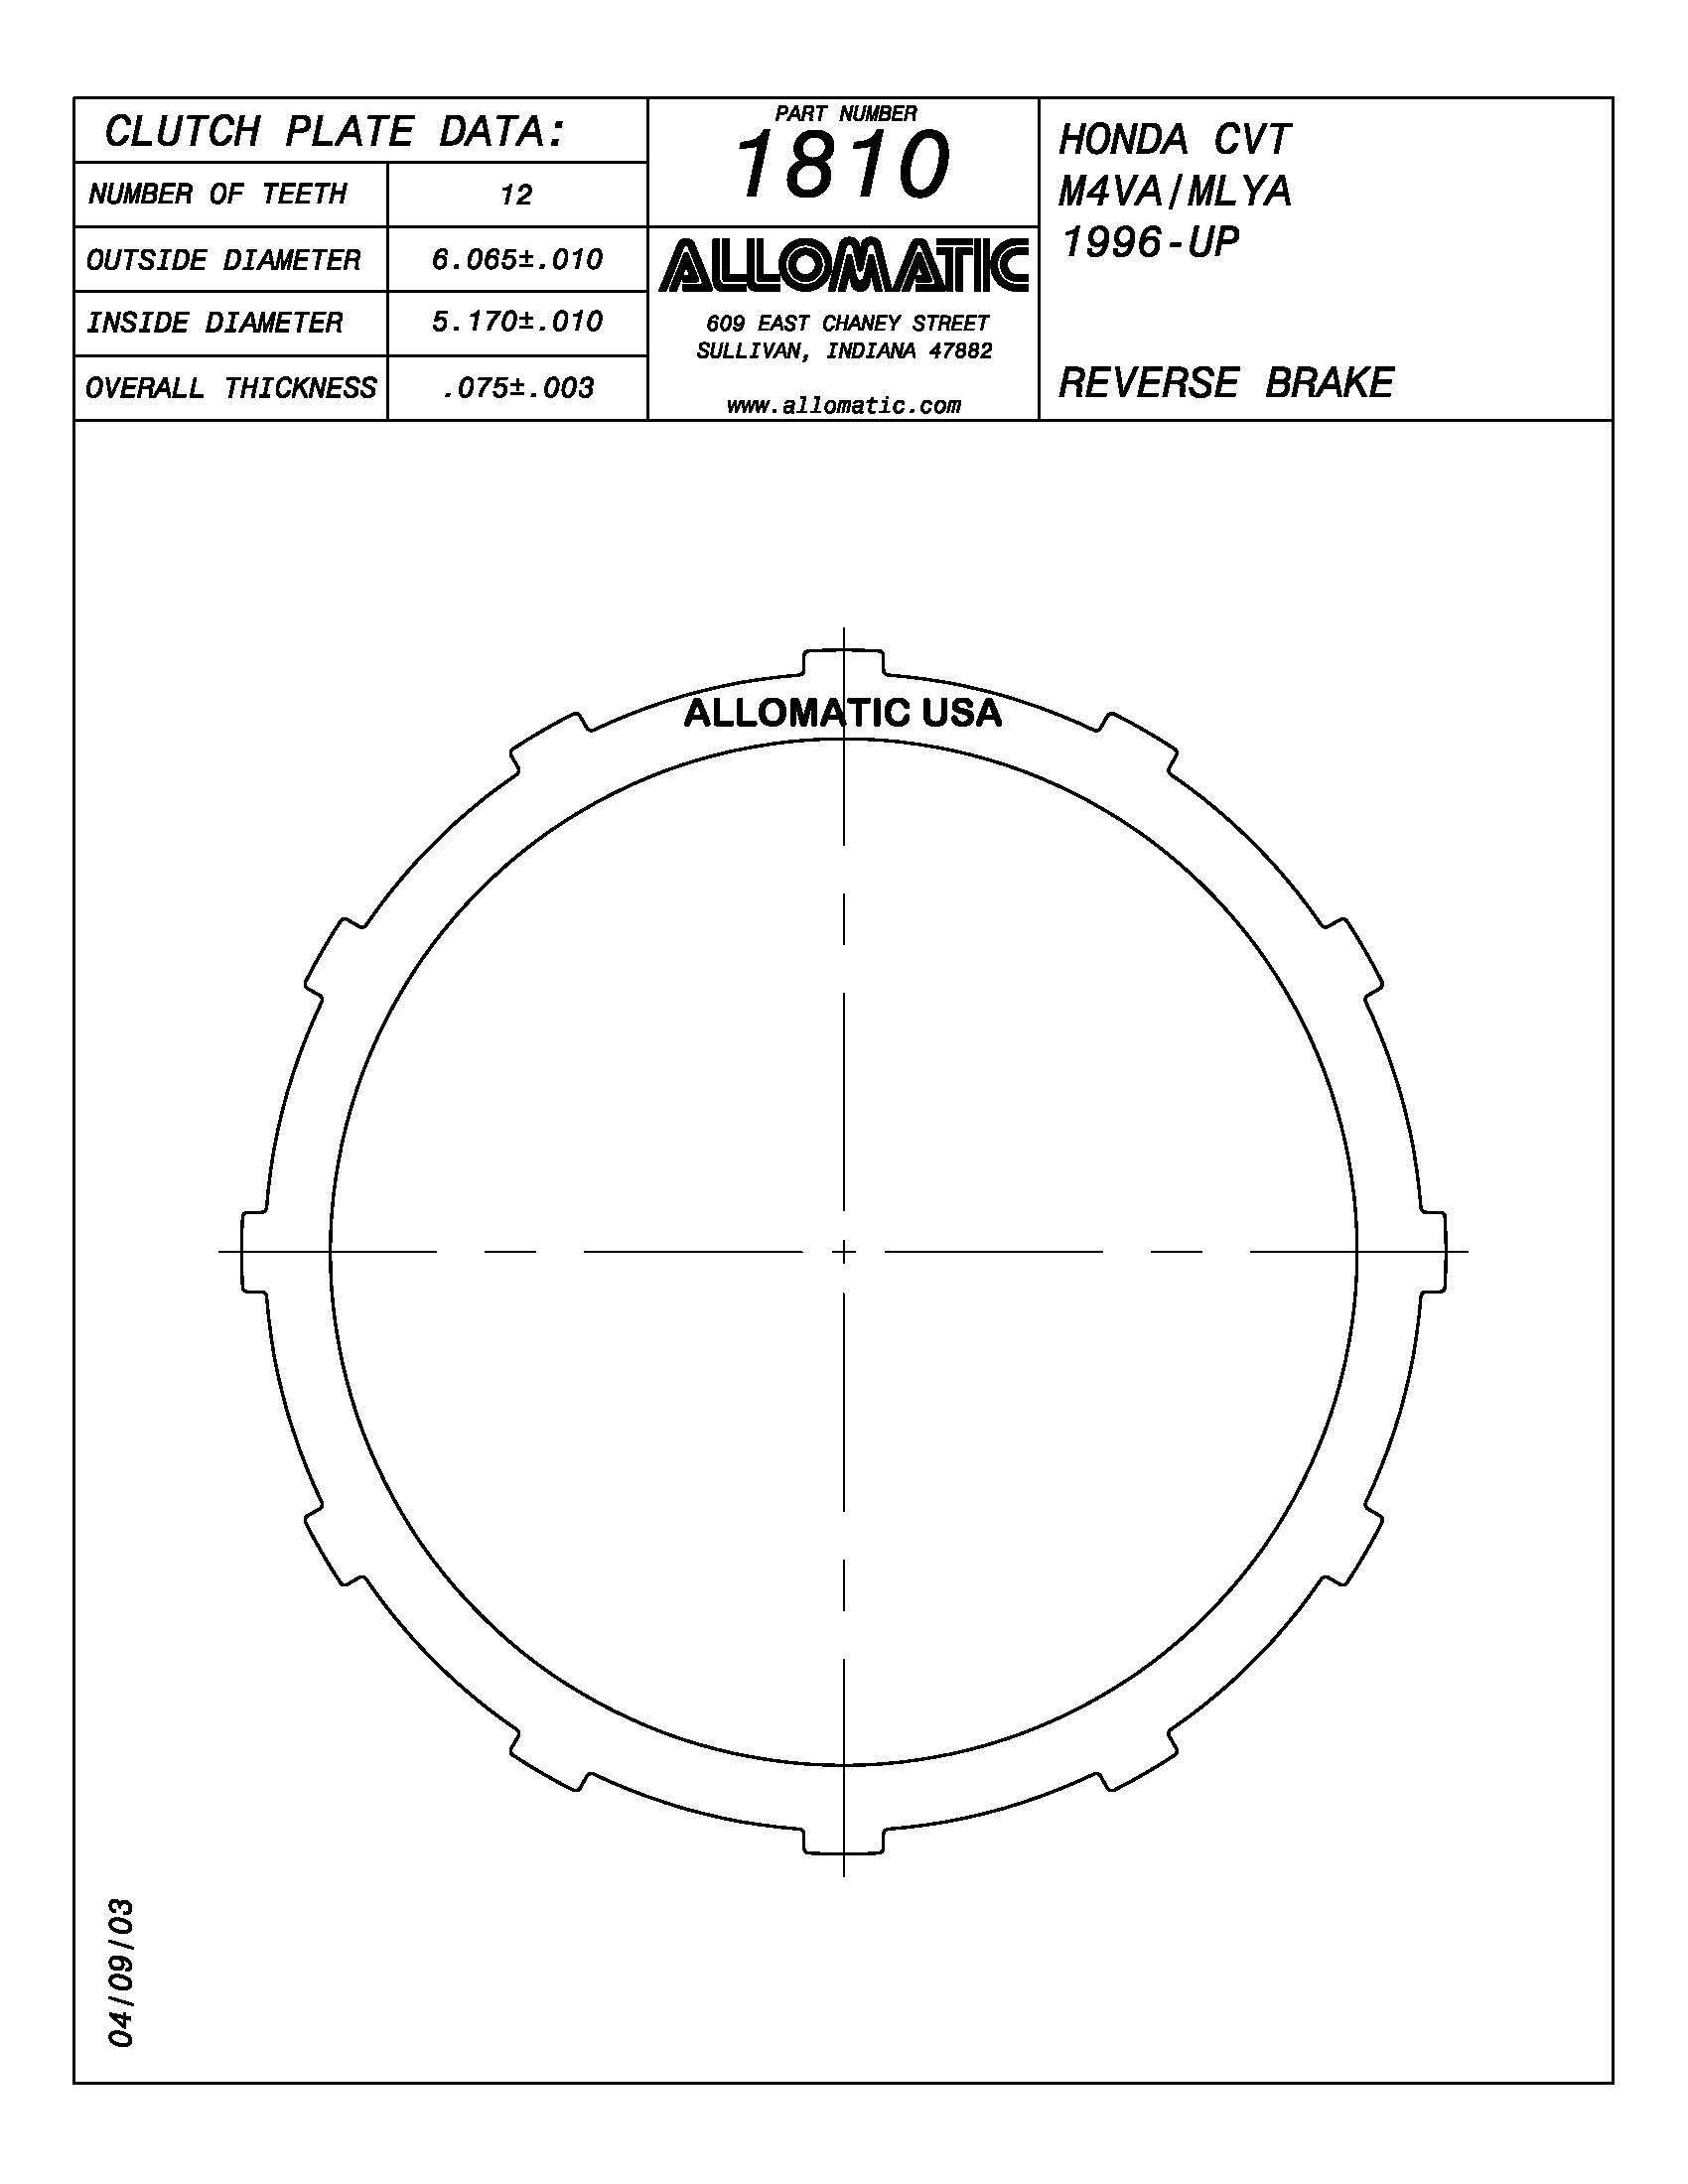 CLUTCH PLATE DATA:
NUMBER OF TEETH 12
OUTSIDE DIAMETER 6.065±.010
INSIDE DIAMETER 5.170±.010
OVERALL THICKNESS .075±.003
PART NUMBER
1810
ALLOMATIC
609 EAST CHANEY STREET
SULLIVAN, INDIANA 47882
www.allomatic.com
HONDA CVT
M4VA/MLYA
1996-UP
REVERSE BRAKE
ALLOMATIC USA
04/09/03